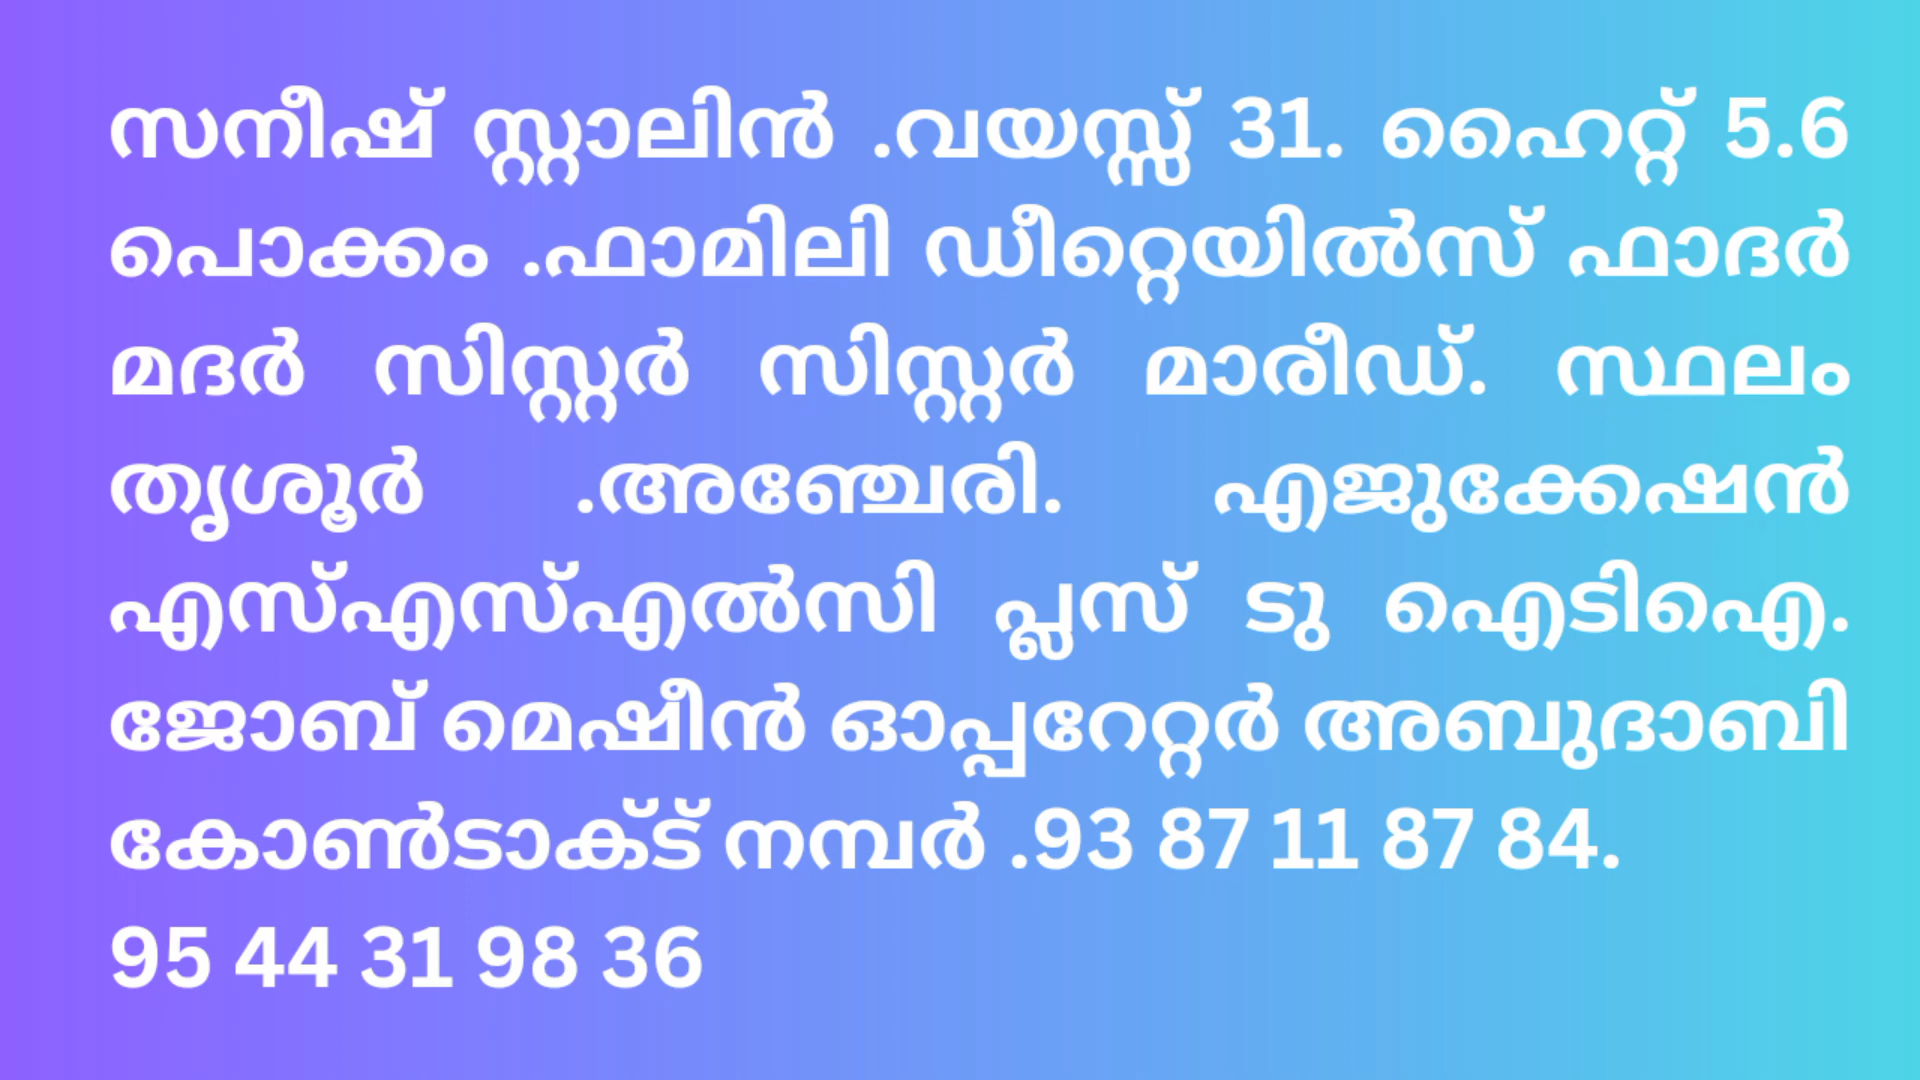 സനീഷ് സ്റ്റാലിൻ .വയസ്സ് 31. ഹൈറ്റ് 5.6
പൊക്കം .ഫാമിലി ഡീറ്റെയിൽസ് ഫാദർ
മദർ സിസ്റ്റർ സിസ്റ്റർ മാരീഡ്. സ്ഥലം
തൃശൂർ .അഞ്ചേരി. എജുക്കേഷൻ
എസ്എസ്എൽസി പ്ലസ് ടു ഐടിഐ.
ജോബ് മെഷീൻ ഓപ്പറേറ്റർ അബുദാബി
കോൺടാക്ട് നമ്പർ .93 87 11 87 84.
95 44 31 98 36